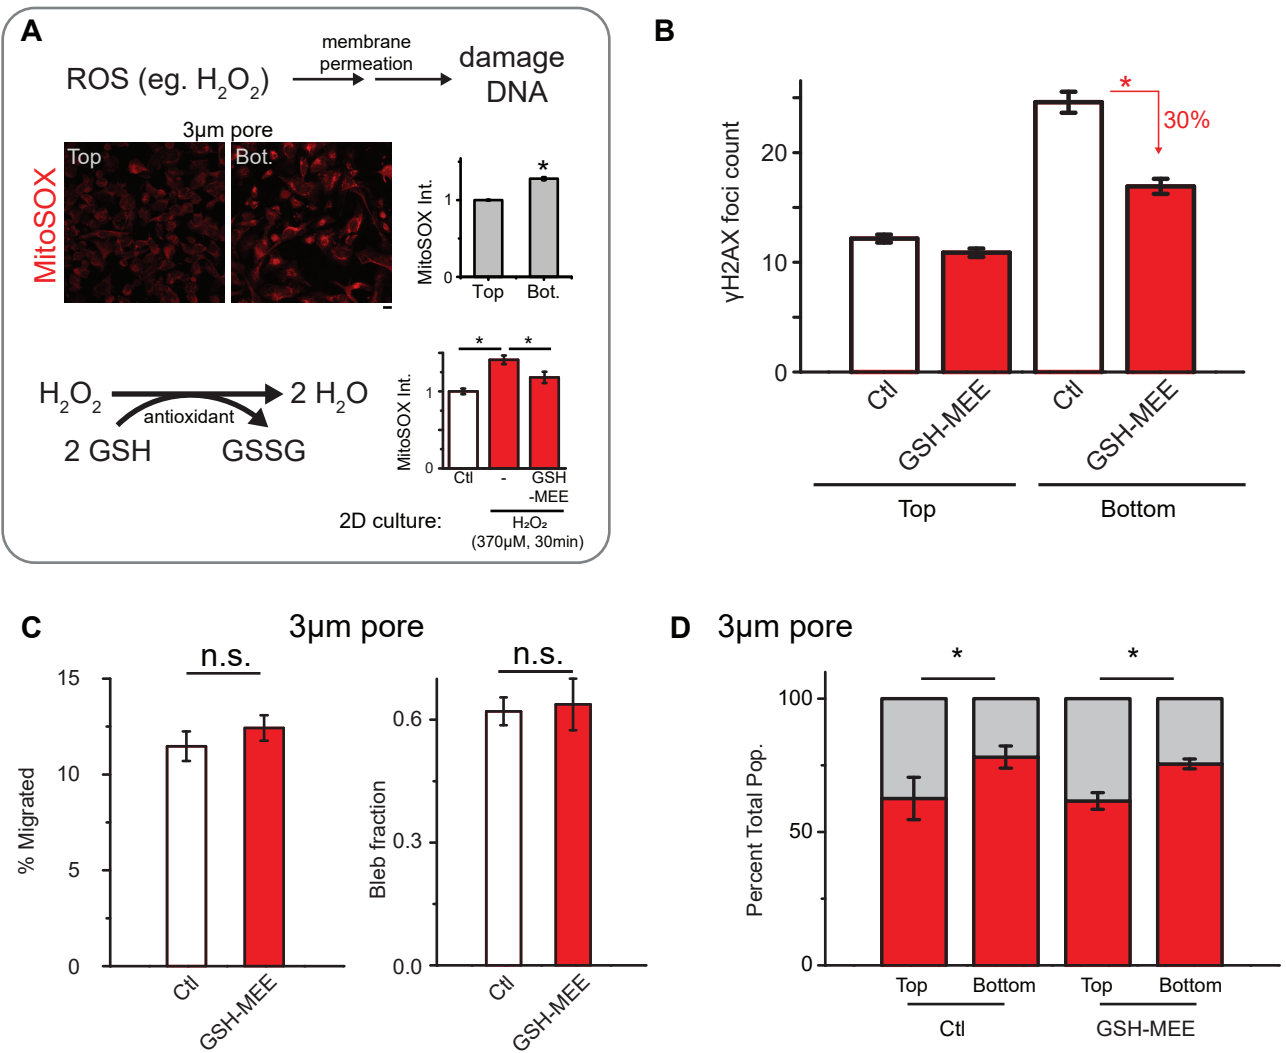 A
ROS (eg. H₂O₂)
membrane
permeation
damage
DNA
3µm pore
Top
Bot.
MitoSOX
MitoSOX Int.
1
0
*
Top
Bot.
H₂O₂
2 H₂O
antioxidant
2 GSH
GSSG
MitoSOX Int.
1
0
*
*
Ctl
-
GSH
-MEE
2D culture:
H₂O₂
(370µM, 30min)
B
γH2AX foci count
20
10
0
*
30%
Ctl
GSH-MEE
Ctl
GSH-MEE
Top
Bottom
C
3µm pore
% Migrated
15
10
5
0
n.s.
Ctl
GSH-MEE
Bleb fraction
0.6
0.3
0.0
n.s.
Ctl
GSH-MEE
D
3µm pore
Percent Total Pop.
100
50
0
*
*
Top
Bottom
Top
Bottom
Ctl
GSH-MEE